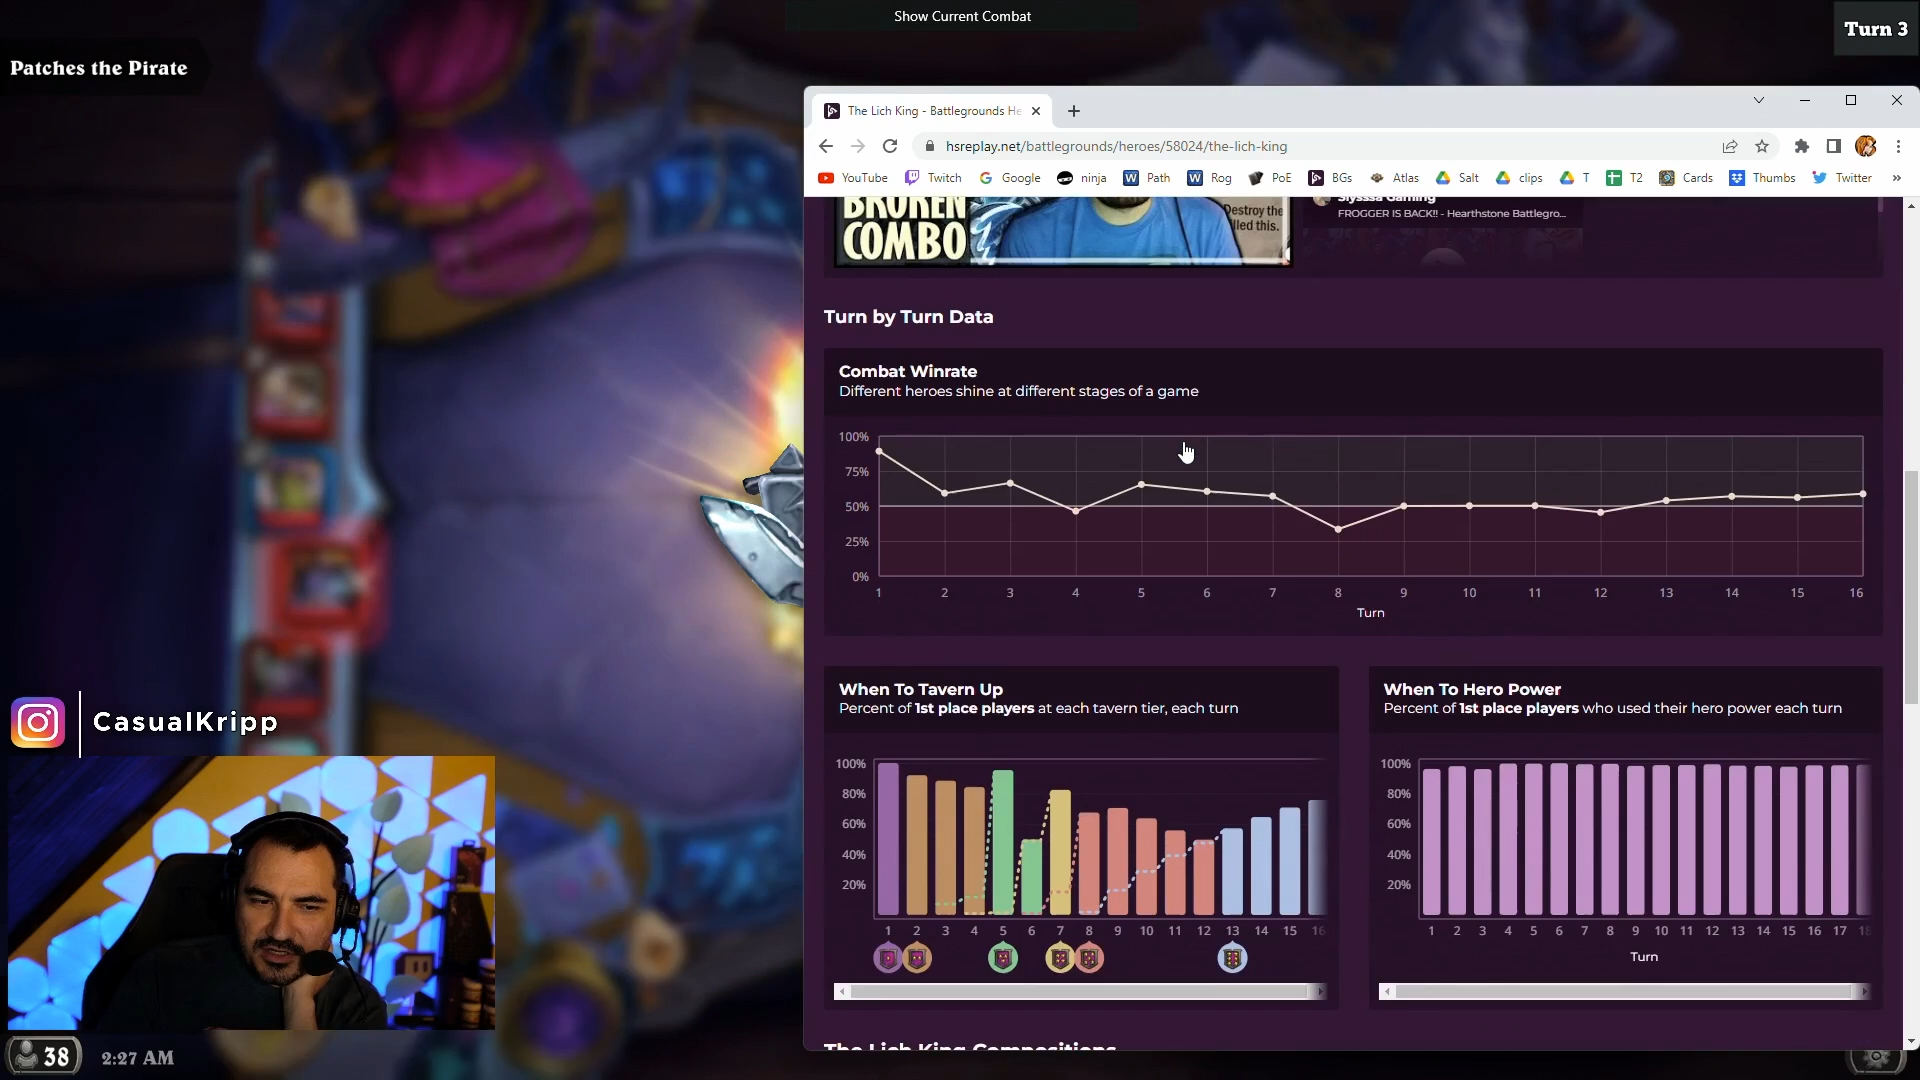 Show Current Combat
Turn 3
Patches the Pirate
The Lich King - Battlegrounds He
hsreplay.net/battlegrounds/heroes/58024/the-lich-king
YouTube Twitch Google ninja Path Rog PoE BGs Atlas Salt clips T T2 Cards Thumbs Twitter »
BROKEN
COMBO
Destroy the
lled this.
Slysssa Gaming
FROGGER IS BACK!! - Hearthstone Battlegro...
Turn by Turn Data
Combat Winrate
Different heroes shine at different stages of a game
100%
75%
50%
25%
0%
1 2 3 4 5 6 7 8 9 10 11 12 13 14 15 16
Turn
When To Tavern Up
Percent of 1st place players at each tavern tier, each turn
100%
80%
60%
40%
20%
1 2 3 4 5 6 7 8 9 10 11 12 13 14 15 16
When To Hero Power
Percent of 1st place players who used their hero power each turn
100%
80%
60%
40%
20%
1 2 3 4 5 6 7 8 9 10 11 12 13 14 15 16 17 18
Turn
The Lich King Compositions
CasualKripp
38
2:27 AM